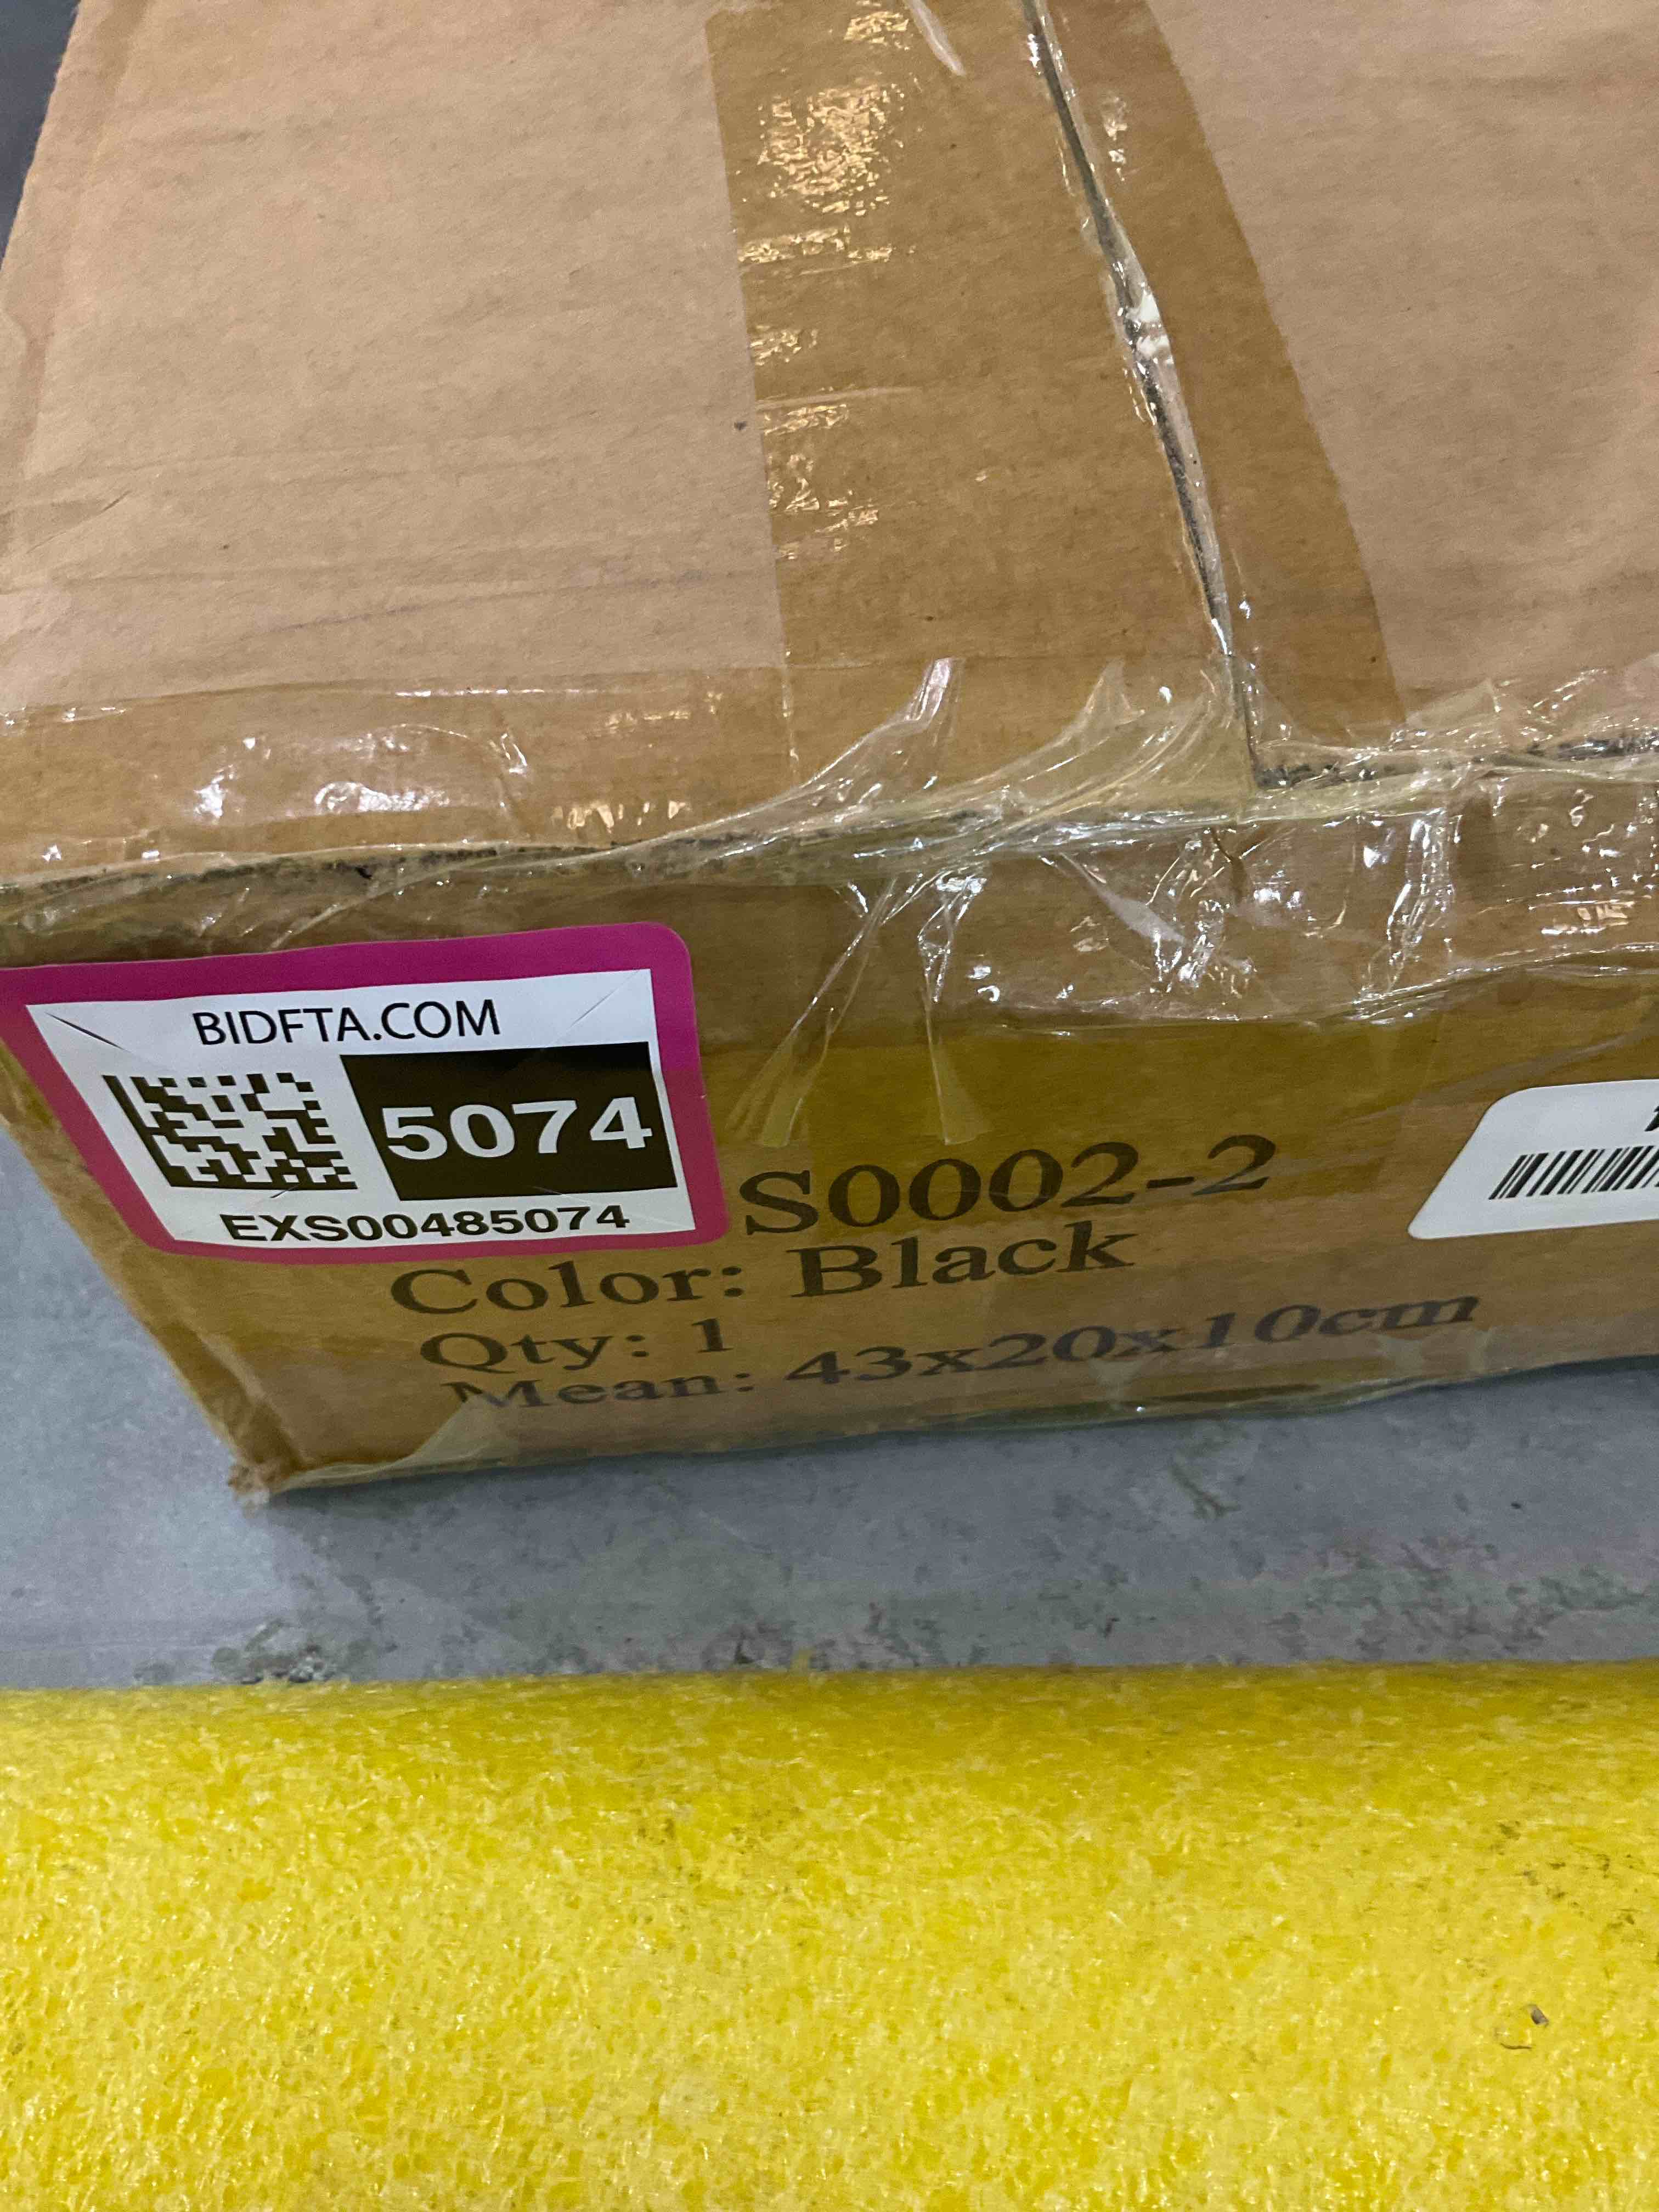 BIDFTA.COM
5074
EXS00485074
S0002-2
Color: Black
Qty: 1
Mean: 43x20x10cm